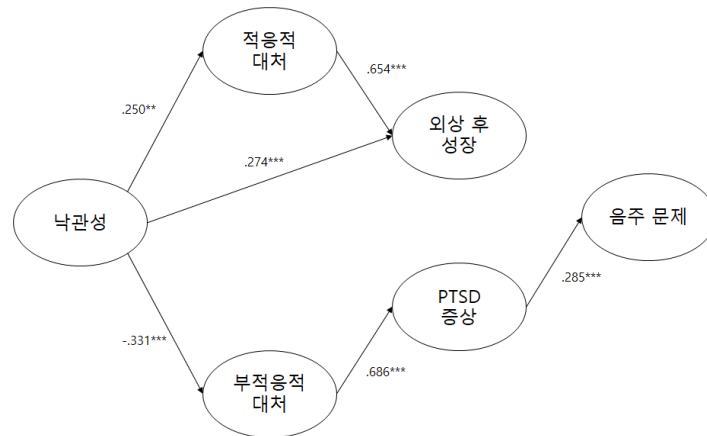 적응적
대처
.250**
.654***
외상 후
성장
.274***
낙관성
음주 문제
PTSD
증상
.285***
-.331***
.686***
부적응적
대처